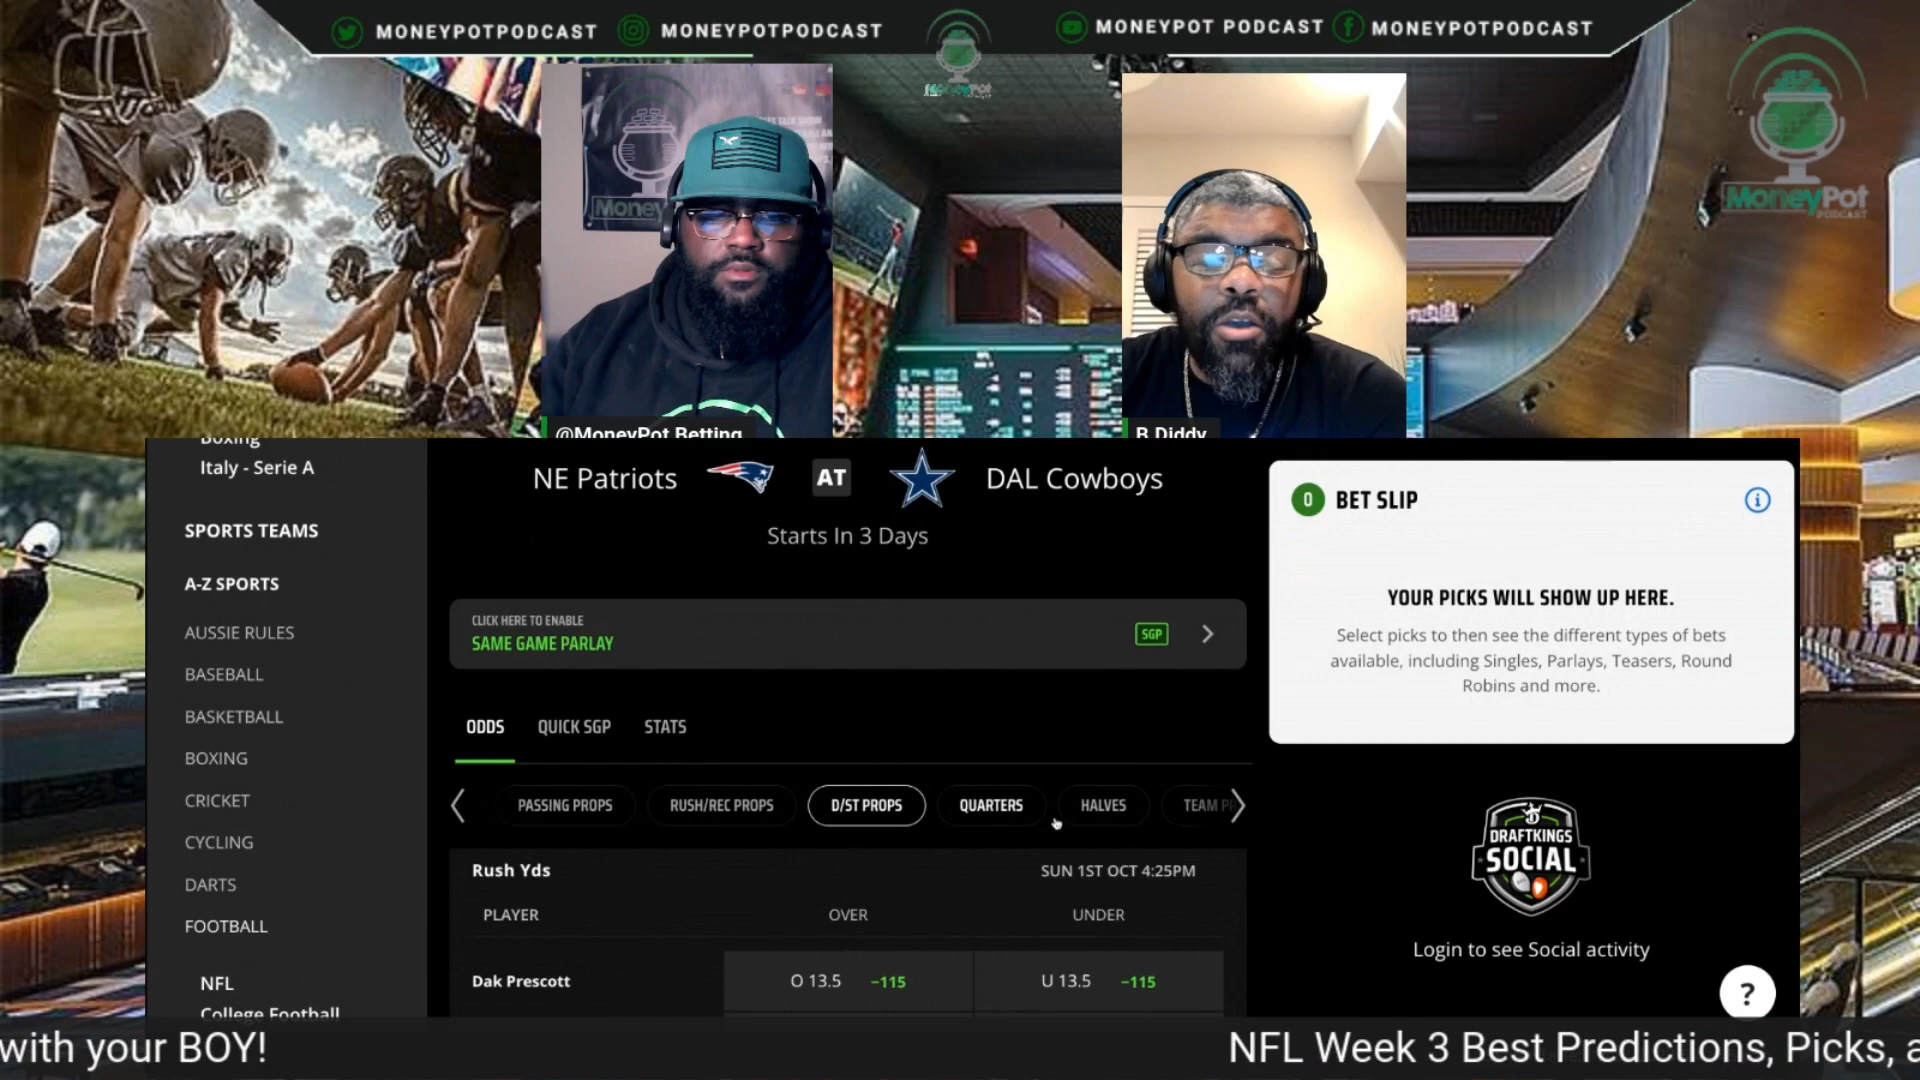 MONEYPOTPODCAST
MONEYPOTPODCAST
MONEYPOT PODCAST
MONEYPOTPODCAST
MoneyPot
MoneyPot
PODCAST
Money
@MoneyPot Betting
B Diddy
Boxing
Italy - Serie A
SPORTS TEAMS
A-Z SPORTS
AUSSIE RULES
BASEBALL
BASKETBALL
BOXING
CRICKET
CYCLING
DARTS
FOOTBALL
NFL
College Football
NE Patriots
AT
DAL Cowboys
Starts In 3 Days
CLICK HERE TO ENABLE
SAME GAME PARLAY
SGP
ODDS QUICK SGP STATS
PASSING PROPS RUSH/REC PROPS D/ST PROPS QUARTERS HALVES TEAM
Rush Yds SUN 1ST OCT 4:25PM
PLAYER OVER UNDER
Dak Prescott O 13.5 −115 U 13.5 −115
0 BET SLIP
YOUR PICKS WILL SHOW UP HERE.
Select picks to then see the different types of bets
available, including Singles, Parlays, Teasers, Round
Robins and more.
DRAFTKINGS
SOCIAL
Login to see Social activity
?
with your BOY! NFL Week 3 Best Predictions, Picks, a